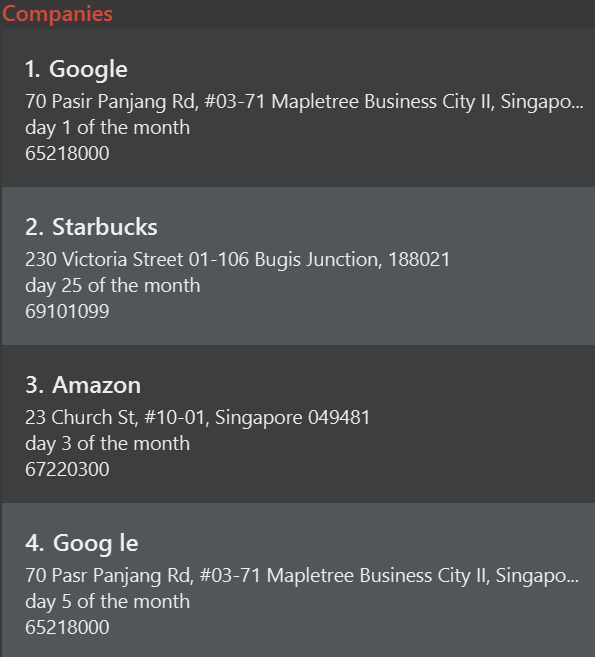 Companies
1. Google
70 Pasir Panjang Rd, #03-71 Mapletree Business City II, Singapo...
day 1 of the month
65218000
2. Starbucks
230 Victoria Street 01-106 Bugis Junction, 188021
day 25 of the month
69101099
3. Amazon
23 Church St, #10-01, Singapore 049481
day 3 of the month
67220300
4. Goog le
70 Pasr Panjang Rd, #03-71 Mapletree Business City II, Singapo...
day 5 of the month
65218000